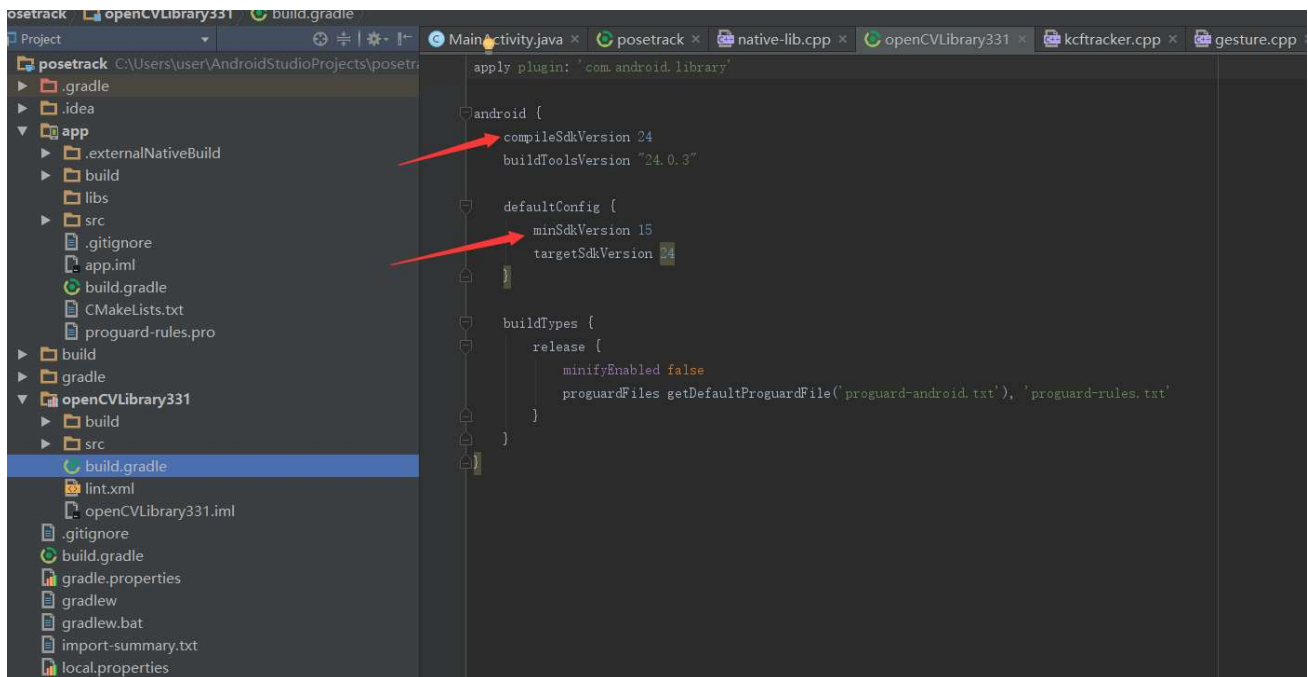 osetrack openCVLibrary331 build.gradle
Project
MainActivity.java × posetrack × native-lib.cpp × openCVLibrary331 × kcftracker.cpp × gesture.cpp
posetrack C:\Users\user\AndroidStudioProjects\posetr
.gradle
.idea
app
.externalNativeBuild
build
libs
src
.gitignore
app.iml
build.gradle
CMakeLists.txt
proguard-rules.pro
build
gradle
openCVLibrary331
build
src
build.gradle
lint.xml
openCVLibrary331.iml
.gitignore
build.gradle
gradle.properties
gradlew
gradlew.bat
import-summary.txt
local.properties
apply plugin: 'com.android.library'
android {
compileSdkVersion 24
buildToolsVersion "24.0.3"
defaultConfig {
minSdkVersion 15
targetSdkVersion 24
}
buildTypes {
release {
minifyEnabled false
proguardFiles getDefaultProguardFile('proguard-android.txt'), 'proguard-rules.txt'
}
}
}